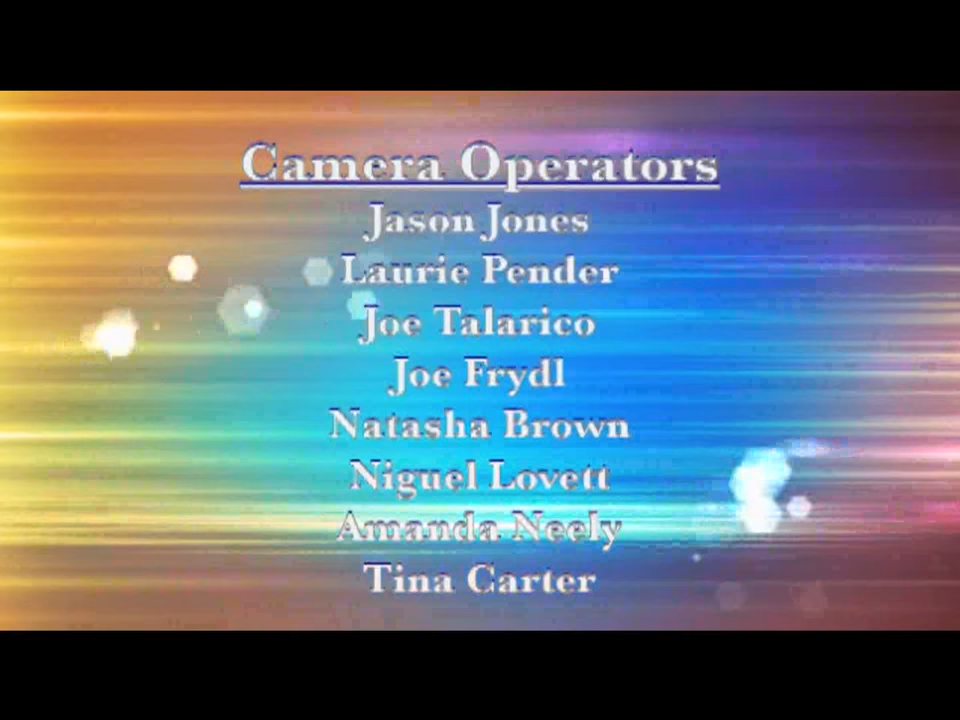 Camera Operators
Jason Jones
Laurie Pender
Joe Talarico
Joe Frydl
Natasha Brown
Niguel Lovett
Amanda Neely
Tina Carter